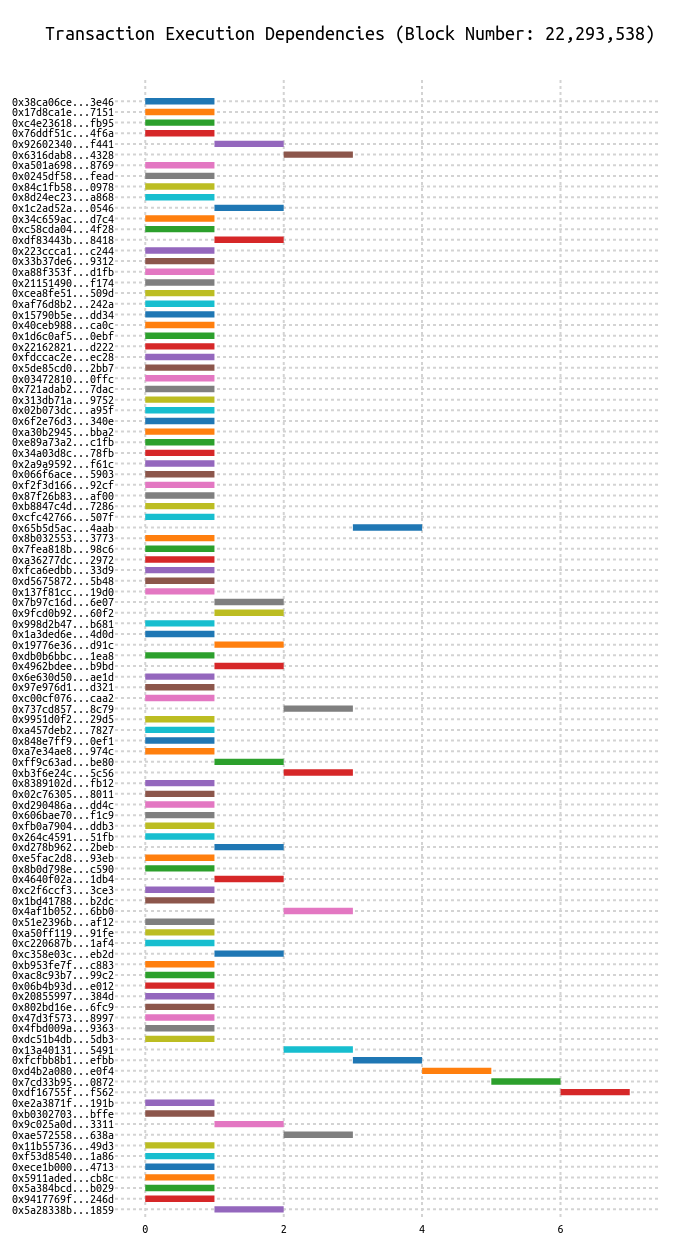 Transaction Execution Dependencies (Block Number: 22,293,538)
0x38ca06ce...3e46
0x17d8ca1e...7151
0xc4e23618...fb95
0x76ddf51c...4f6a
0x92602340...f441
0x6316dab8...4328
0xa501a698...8769
0x0245df58...fead
0x84c1fb58...0978
0x8d24ec23...a868
0x1c2ad52a...0546
0x34c659ac...d7c4
0xc58cda04...4f28
0xdf83443b...8418
0x223ccca1...c244
0x33b37de6...9312
0xa88f353f...d1fb
0x21151490...f174
0xcea8fe51...509d
0xaf76d8b2...242a
0x15790b5e...dd34
0x40ceb988...ca0c
0x1d6c0af5...0ebf
0x22162821...d222
0xfdccac2e...ec28
0x5de85cd0...2bb7
0x03472810...0ffc
0x721adab2...7dac
0x313db71a...9752
0x02b073dc...a95f
0x6f2e76d3...340e
0xa30b2945...bba2
0xe89a73a2...c1fb
0x34a03d8c...78fb
0x2a9a9592...f61c
0x066f6ace...5903
0xf2f3d166...92cf
0x87f26b83...af00
0xb8847c4d...7286
0xcfc42766...507f
0x65b5d5ac...4aab
0x8b032553...3773
0x7fea818b...98c6
0xa36277dc...2972
0xfca6edbb...33d9
0xd5675872...5b48
0x137f81cc...19d0
0x7b97c16d...6e07
0x9fcd0b92...60f2
0x998d2b47...b681
0x1a3ded6e...4d0d
0x19776e36...d91c
0xdb0b6bbc...1ea8
0x4962bdee...b9bd
0x6e630d50...ae1d
0x97e976d1...d321
0xc00cf076...caa2
0x737cd857...8c79
0x9951d0f2...29d5
0xa457deb2...7827
0x848e7ff9...0ef1
0xa7e34ae8...974c
0xff9c63ad...be80
0xb3f6e24c...5c56
0x8389102d...fb12
0x02c76305...8011
0xd290486a...dd4c
0x606bae70...f1c9
0xfb0a7904...ddb3
0x264c4591...51fb
0xd278b962...2beb
0xe5fac2d8...93eb
0x8b0d798e...c590
0x4640f02a...1db4
0xc2f6ccf3...3ce3
0x1bd41788...b2dc
0x4af1b052...6bb0
0x51e2396b...af12
0xa50ff119...91fe
0xc220687b...1af4
0xc358e03c...eb2d
0xb953fe7f...c883
0xac8c93b7...99c2
0x06b4b93d...e012
0x20855997...384d
0x802bd16e...6fc9
0x47d3f573...8997
0x4fbd009a...9363
0xdc51b4db...5db3
0x13a40131...5491
0xfcfbb8b1...efbb
0xd4b2a080...e0f4
0x7cd33b95...0872
0xdf16755f...f562
0xe2a3871f...191b
0xb0302703...bffe
0x9c025a0d...3311
0xae572558...638a
0x11b55736...49d3
0xf53d8540...1a86
0xece1b000...4713
0x5911aded...cb8c
0x5a384bcd...b029
0x9417769f...246d
0x5a28338b...1859
0 2 4 6